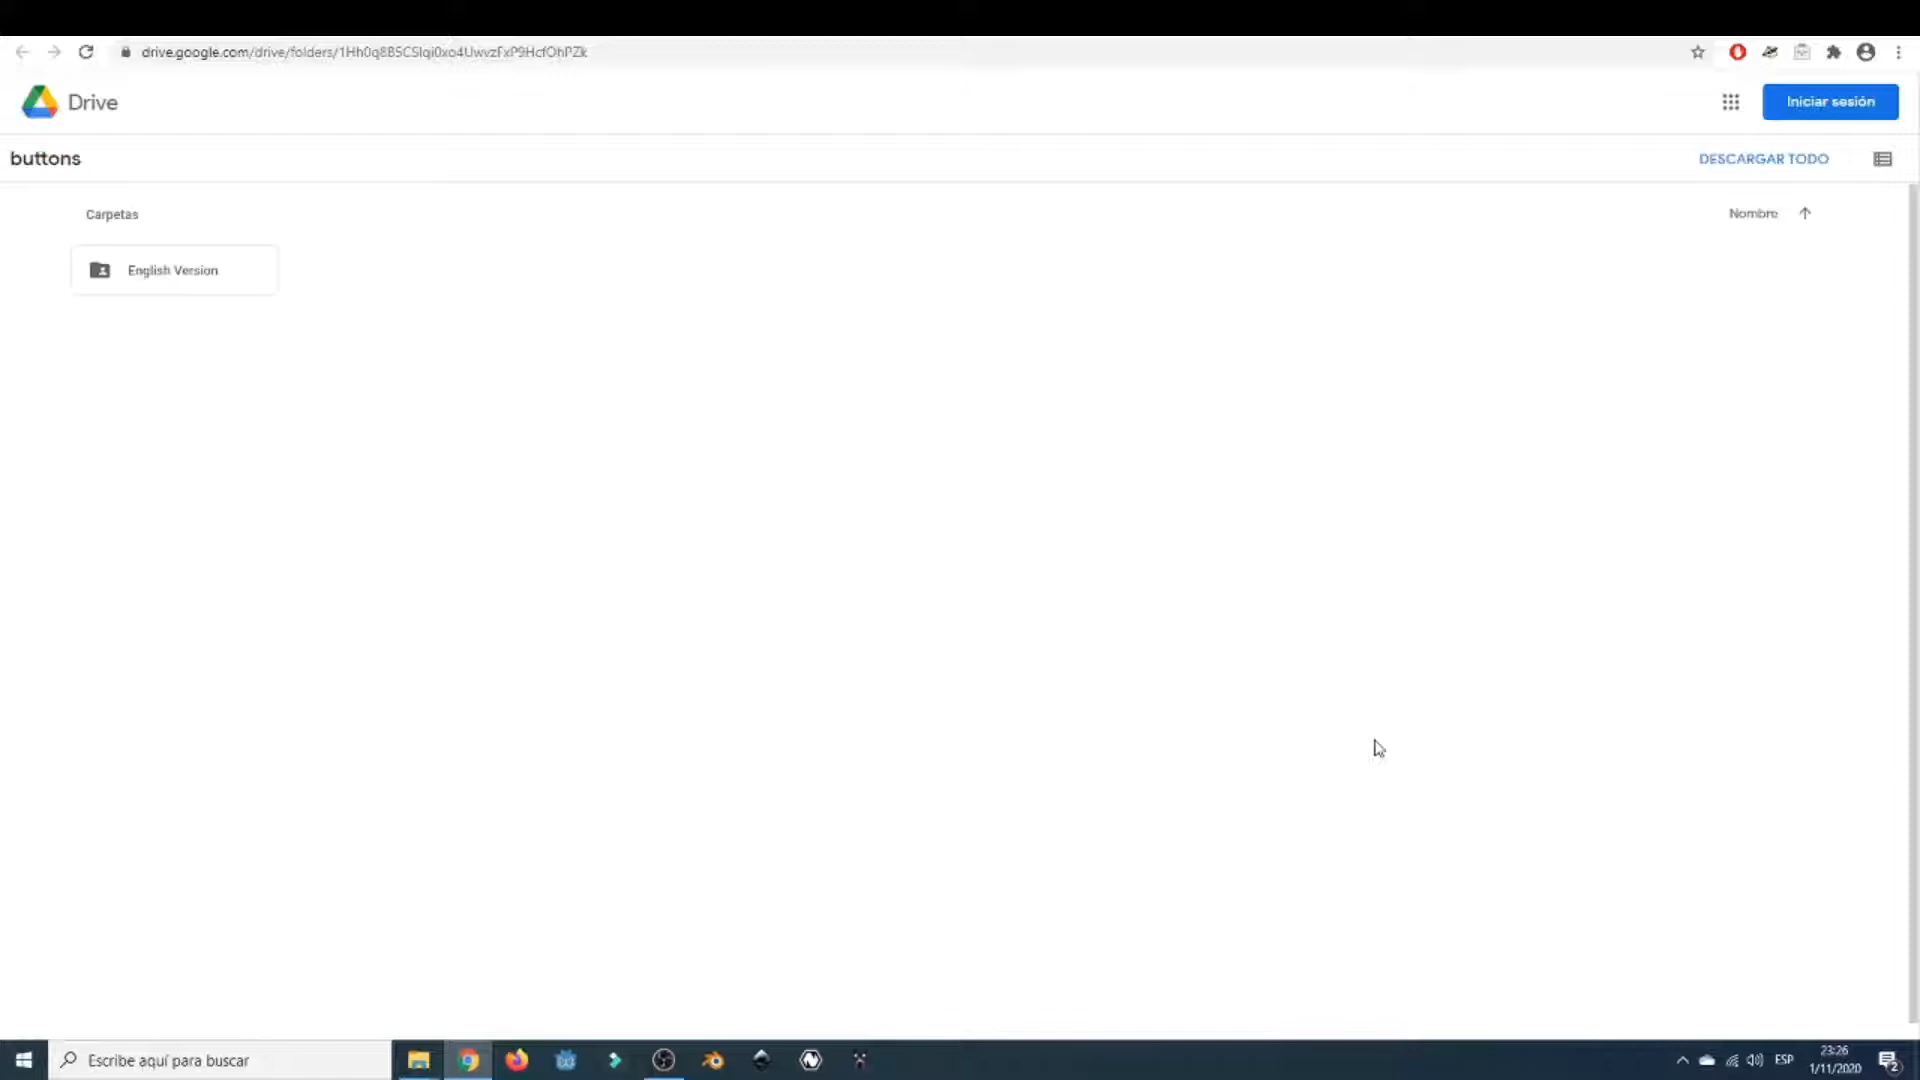 drive.google.com/drive/folders/1Hh0q8B5CSlqi0xo4UwvzFxP9HcfOhPZk
Drive
Iniciar sesión
buttons
DESCARGAR TODO
Carpetas
Nombre
English Version
Escribe aquí para buscar
ESP
23:26
1/11/2020
2